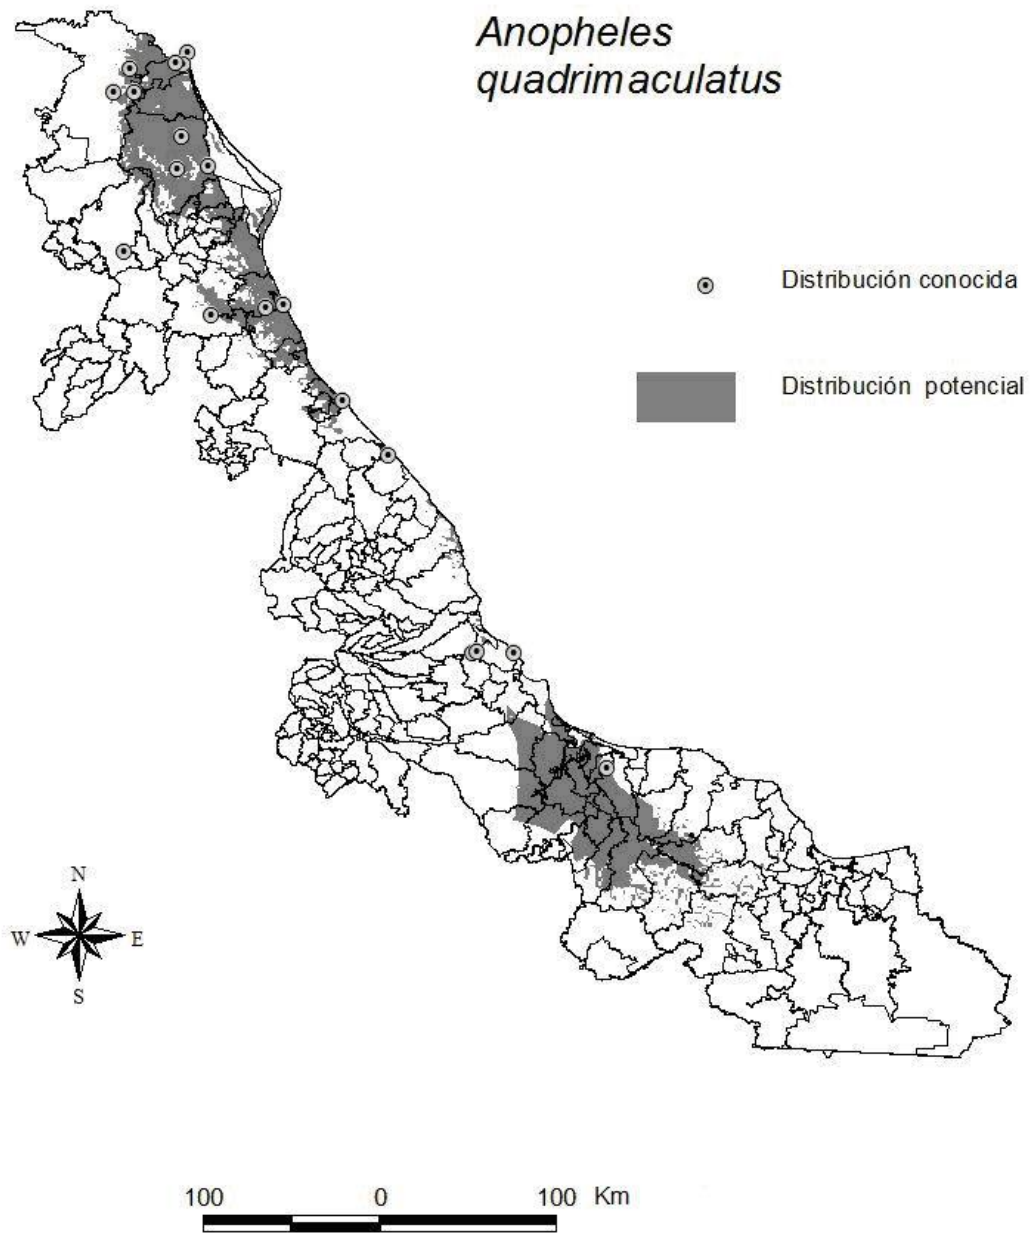 Anopheles
quadrimaculatus
Distribución conocida
Distribución potencial
N
W E
S
100 0 100 Km